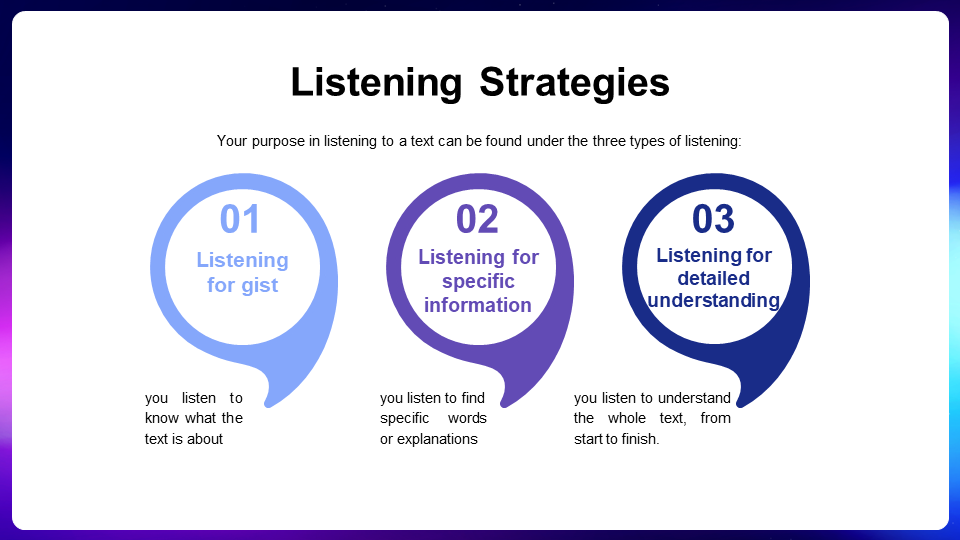 Listening Strategies
Your purpose in listening to a text can be found under the three types of listening:
01
Listening
for gist
you listen to
know what the
text is about
02
Listening for
specific
information
you listen to find
specific words
or explanations
03
Listening for
detailed
understanding
you listen to understand
the whole text, from
start to finish.